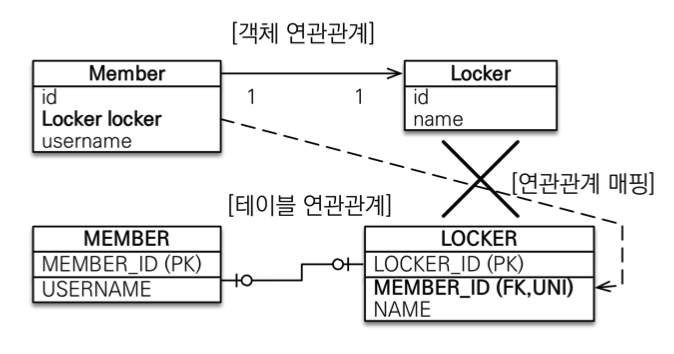 [객체 연관관계]
Member
id
Locker locker
username
1
1
Locker
id
name
[연관관계 매핑]
[테이블 연관관계]
MEMBER
MEMBER_ID (PK)
USERNAME
LOCKER
LOCKER_ID (PK)
MEMBER_ID (FK,UNI)
NAME